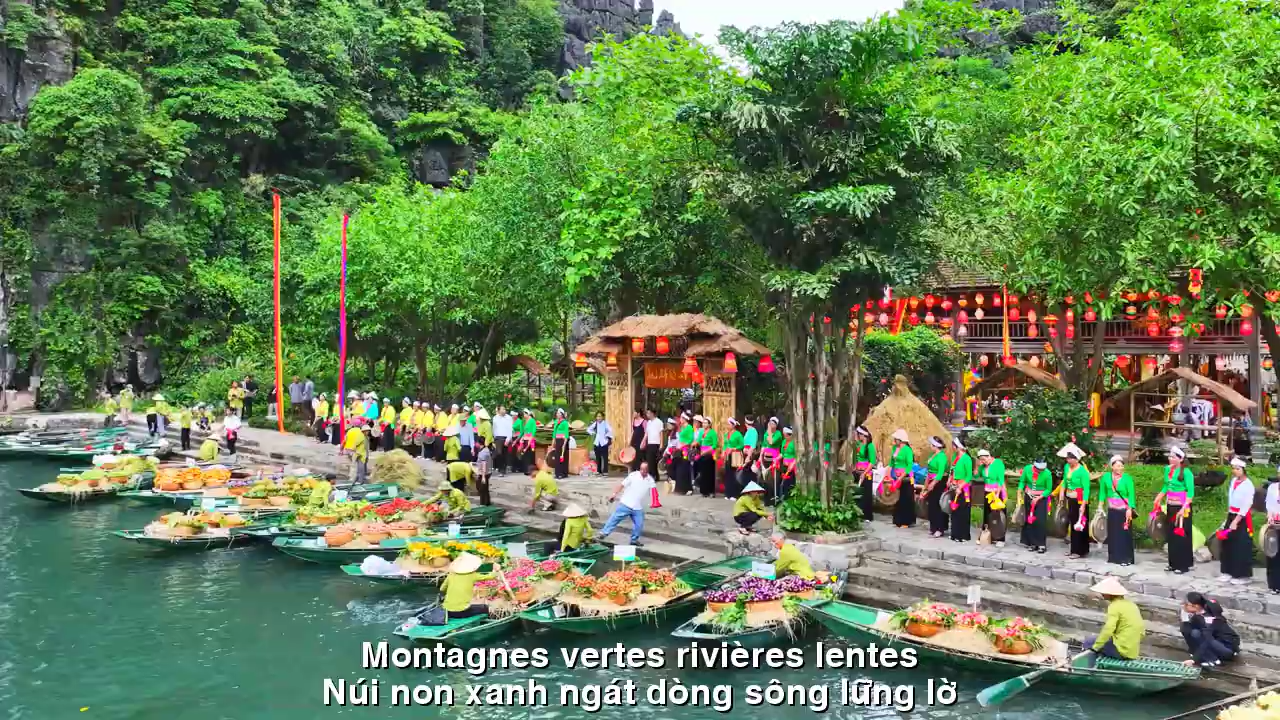 Montagnes vertes rivières lentes
Núi non xanh ngát dòng sông lững lờ